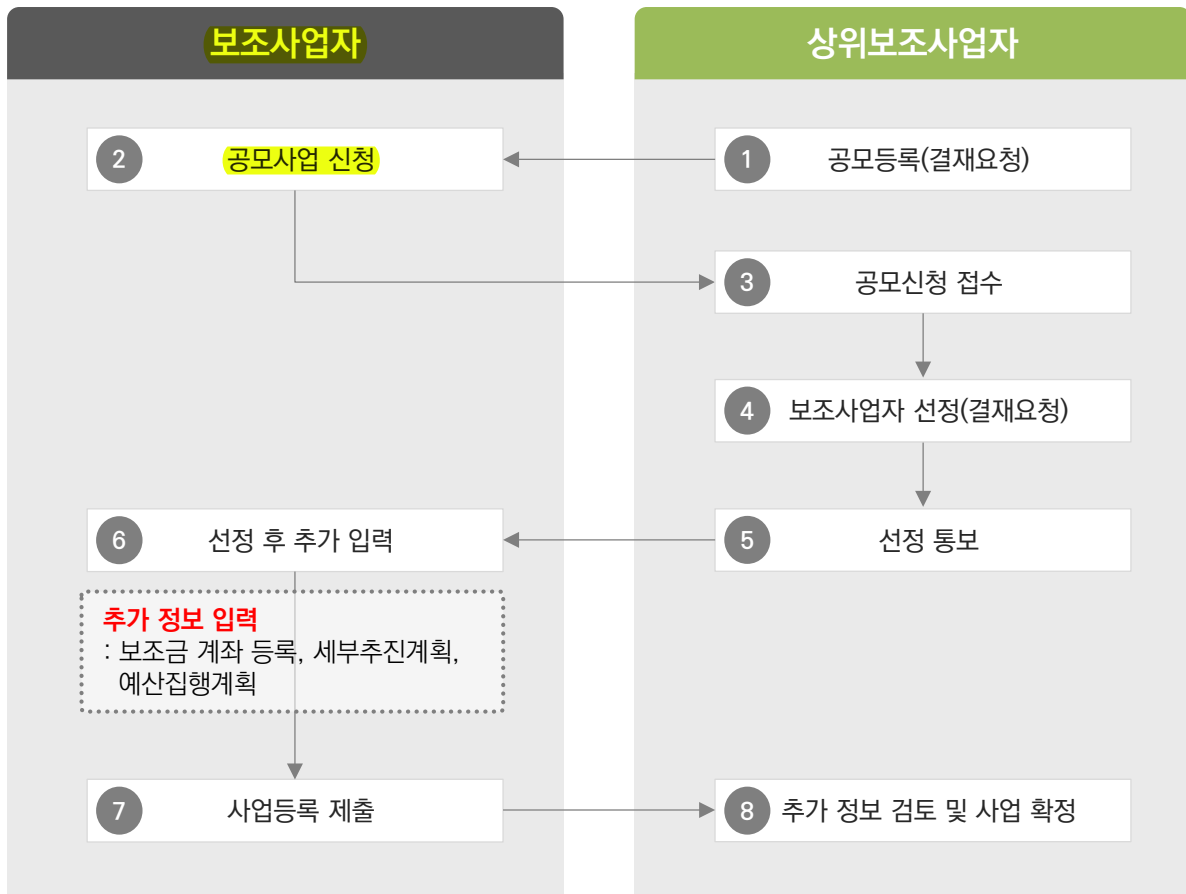 보조사업자
상위보조사업자
2 공모사업 신청
1 공모등록(결재요청)
3 공모신청 접수
4 보조사업자 선정(결재요청)
6 선정 후 추가 입력
5 선정 통보
추가 정보 입력
: 보조금 계좌 등록, 세부추진계획,
예산집행계획
7 사업등록 제출
8 추가 정보 검토 및 사업 확정